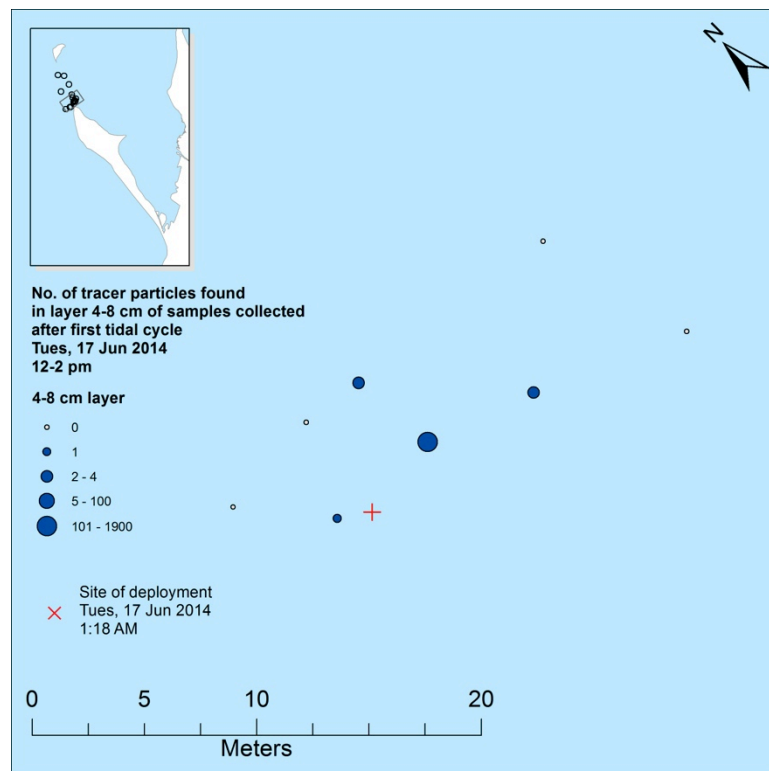 N
No. of tracer particles found
in layer 4-8 cm of samples collected
after first tidal cycle
Tues, 17 Jun 2014
12-2 pm
4-8 cm layer
0
1
2 - 4
5 - 100
101 - 1900
Site of deployment
Tues, 17 Jun 2014
1:18 AM
0 5 10 20
Meters